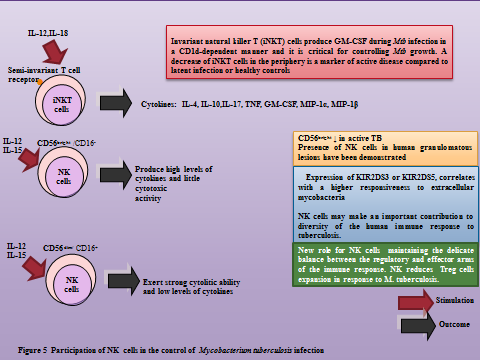 IL-12,IL-18
Invariant natural killer T (iNKT) cells produce GM-CSF during Mtb infection in
a CD1d-dependent manner and it is critical for controlling Mtb growth. A
decrease of iNKT cells in the periphery is a marker of active disease compared to
latent infection or healthy controls
Semi-invariant T cell
receptor
iNKT
cells
Cytokines: IL-4, IL-10,IL-17, TNF, GM-CSF, MIP-1α, MIP-1β
IL-12
IL-15
CD56bright /CD16-
NK
cells
Produce high levels of
cytokines and little
cytotoxic
activity
CD56bright ↓ in active TB
Presence of NK cells in human granulomatous
lesions have been demonstrated
Expression of KIR2DS3 or KIR2DS5, correlates
with a higher responsiveness to extracellular
mycobacteria
NK cells may make an important contribution to
diversity of the human immune response to
tuberculosis.
New role for NK cells maintaining the delicate
balance between the regulatory and effector arms
of the immune response. NK reduces Treg cells
expansion in response to M. tuberculosis.
IL-12
IL-15
CD56dim CD16+
NK
cells
Exert strong cytolitic ability
and low levels of cytokines
Stimulation
Outcome
Figure 5 Participation of NK cells in the control of Mycobacterium tuberculosis infection